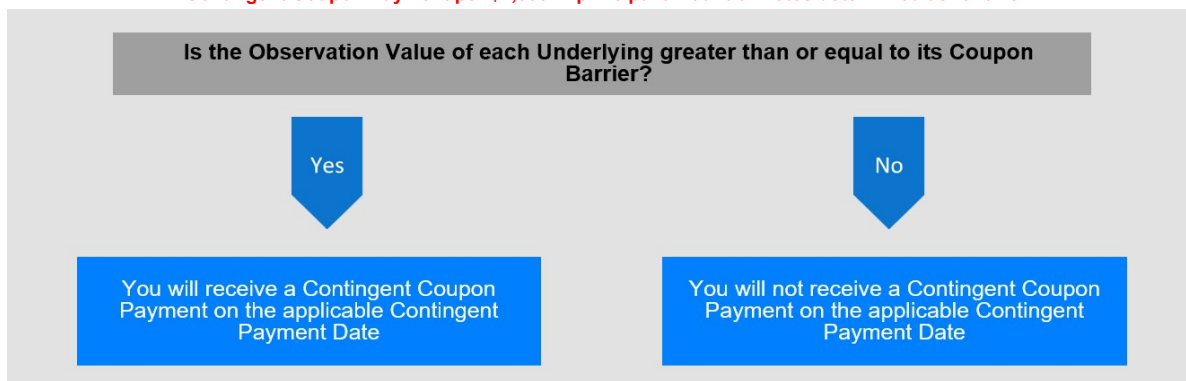 Is the Observation Value of each Underlying greater than or equal to its Coupon
Barrier?
Yes
No
You will receive a Contingent Coupon
Payment on the applicable Contingent
Payment Date
You will not receive a Contingent Coupon
Payment on the applicable Contingent
Payment Date